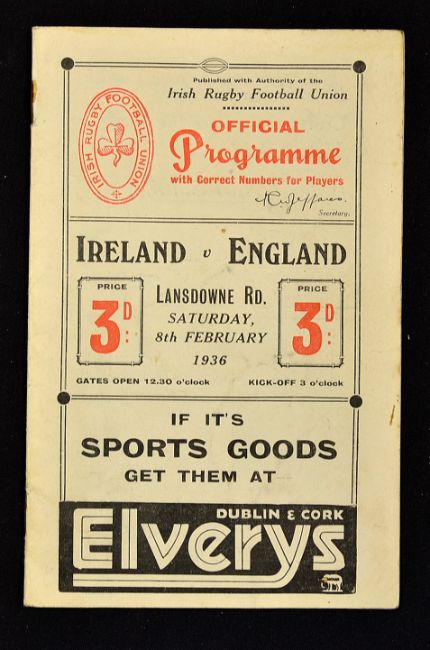 Published with Authority of the
Irish Rugby Football Union
IRISH RUGBY FOOTBALL UNION
OFFICIAL
Programme
with Correct Numbers for Players
Secretary.
IRELAND v ENGLAND
PRICE
3D:
LANSDOWNE RD.
SATURDAY,
8th FEBRUARY
1936
PRICE
3D:
GATES OPEN 12.30 o'clock
KICK-OFF 3 o'clock
IF IT'S
SPORTS GOODS
GET THEM AT
DUBLIN & CORK
Elverys